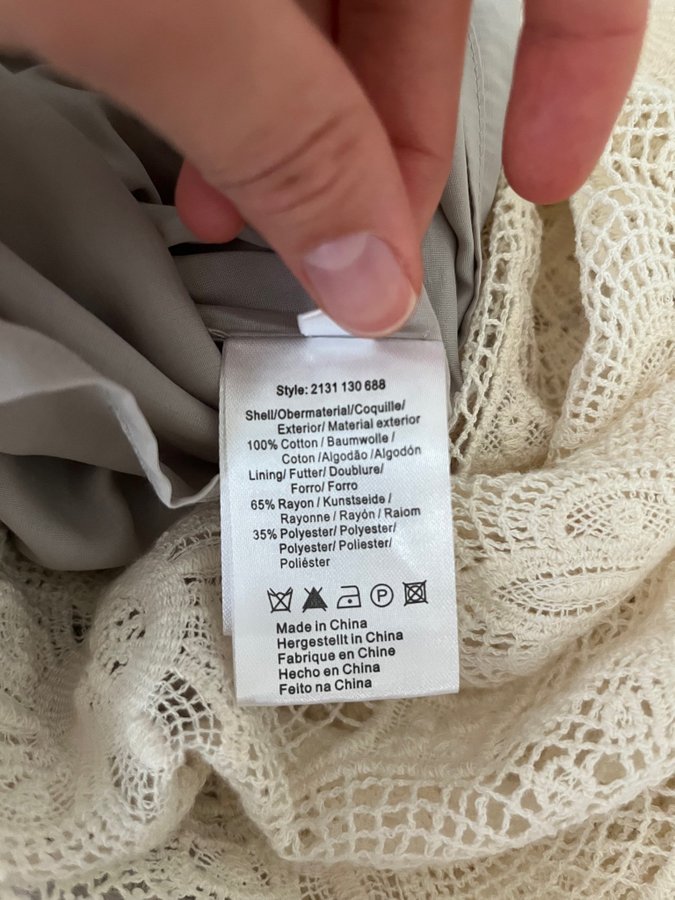 Style: 2131 130 688
Shell/Obermaterial/Coquille/
Exterior/ Material exterior
100% Cotton / Baumwolle /
Coton /Algodão /Algodón
Lining/ Futter/ Doublure/
Forro/ Forro
65% Rayon / Kunstseide /
Rayonne / Rayón / Raiom
35% Polyester/ Polyester/
Polyester/ Poliester/
Poliéster
P
Made in China
Hergestellt in China
Fabrique en Chine
Hecho en China
Feito na China